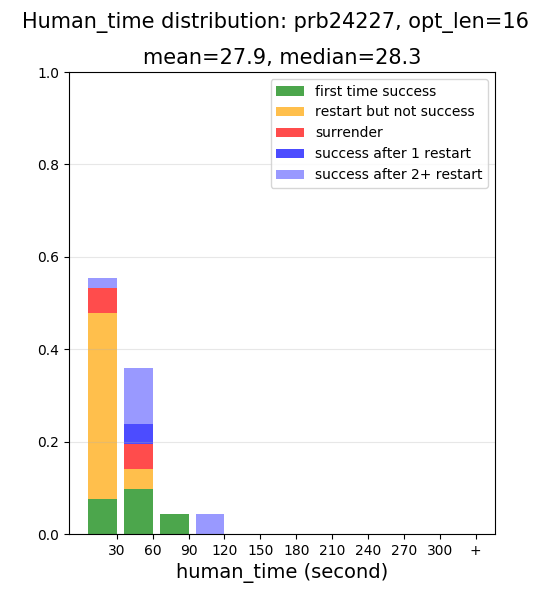 Human_time distribution: prb24227, opt_len=16
mean=27.9, median=28.3
1.0
0.8
0.6
0.4
0.2
0.0
first time success
restart but not success
surrender
success after 1 restart
success after 2+ restart
30 60 90 120 150 180 210 240 270 300 +
human_time (second)